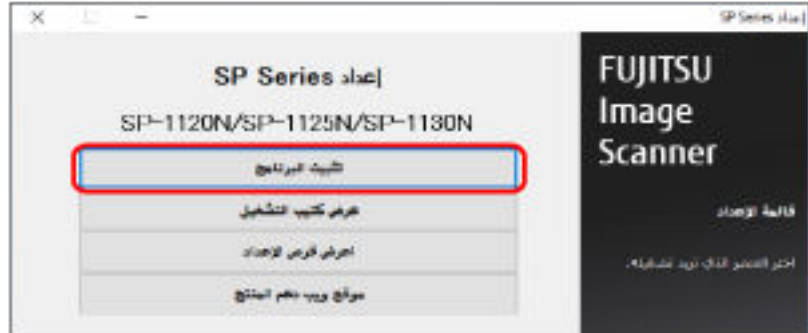 إعداد SP Series
إعداد SP Series
SP-1120N/SP-1125N/SP-1130N
تثبيت البرنامج
عرض كتيب التشغيل
اعرض قرص الإعداد
موقع ويب دعم المنتج
FUJITSU
Image
Scanner
قائمة الإعداد
اختر العنصر الذي تريد تشغيله.